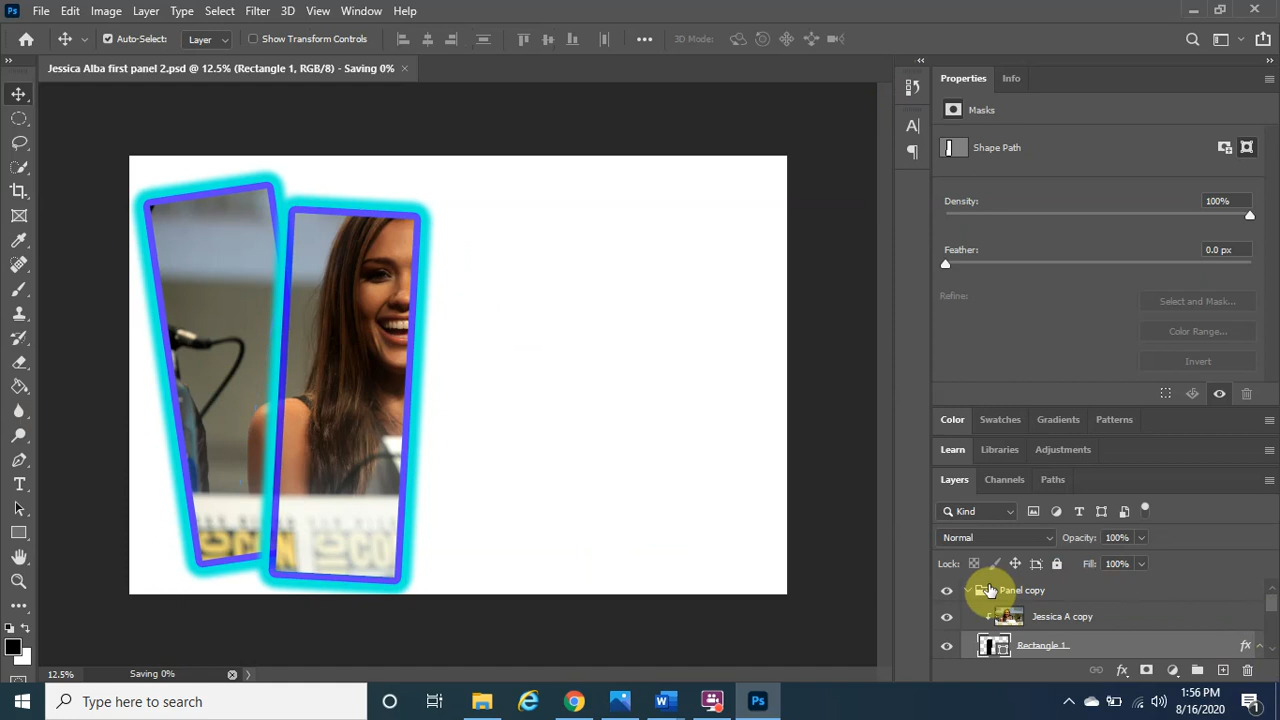 Ps File Edit Image Layer Type Select Filter 3D View Window Help
Auto-Select: Layer Show Transform Controls 3D Mode:
Jessica Alba first panel 2.psd @ 12.5% (Rectangle 1, RGB/8) - Saving 0% ×
Properties Info
Masks
Shape Path
Density: 100%
Feather: 0.0 px
Refine:
Select and Mask...
Color Range...
Invert
Color Swatches Gradients Patterns
Learn Libraries Adjustments
Layers Channels Paths
Kind
Normal Opacity: 100%
Lock: Fill: 100%
Panel copy
Jessica A copy
Rectangle 1 fx
fx
12.5% Saving 0%
Type here to search
W
Ps
1:56 PM
8/16/2020
1